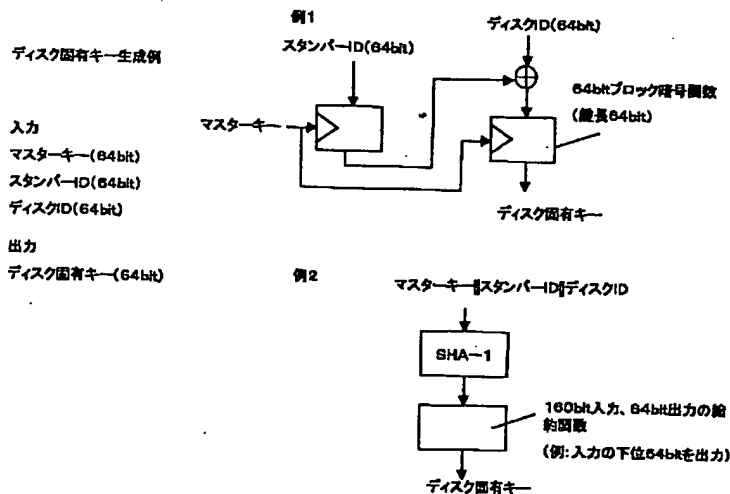 ディスク固有キー生成例
入力
マスターキー(64bit)
スタンパーID(64bit)
ディスクID(64bit)
出力
ディスク固有キー(64bit)
例1
スタンパーID(64bit)
ディスクID(64bit)
マスターキー
64bitブロック暗号関数
(鍵長64bit)
ディスク固有キー
例2
マスターキー||スタンパーID||ディスクID
SHA-1
160bit入力、64bit出力の縮
約関数
(例:入力の下位64bitを出力)
ディスク固有キー